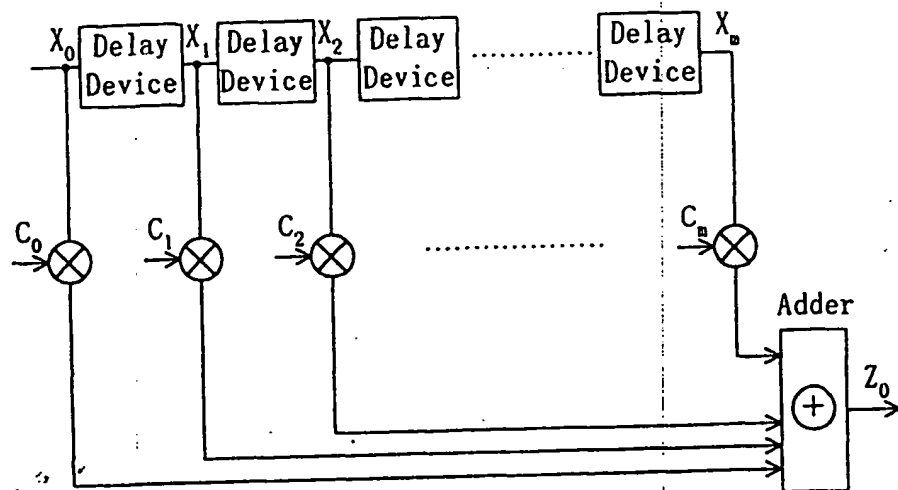 X₀ Delay Device X₁ Delay Device X₂ Delay Device Delay Device Xₘ
C₀ C₁ C₂ Cₘ
Adder
+
Z₀